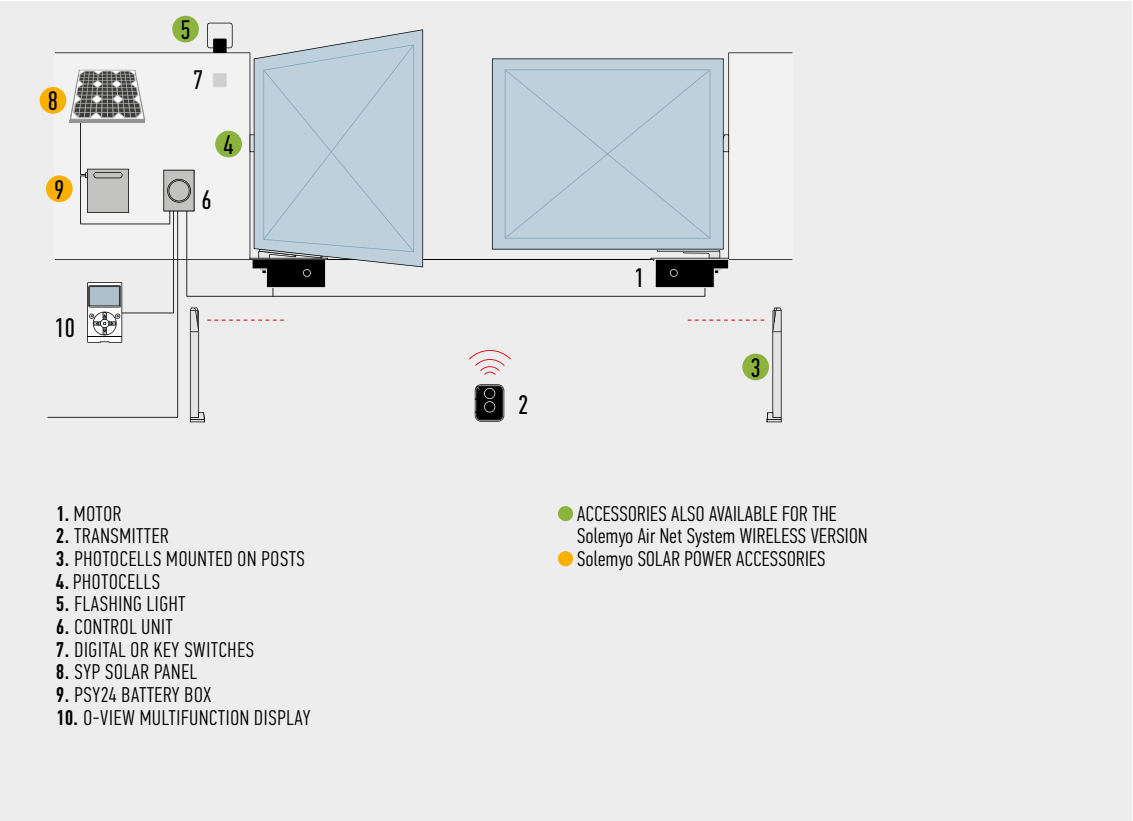 5
7
8
4
9
6
1
10
3
2
1. MOTOR
2. TRANSMITTER
3. PHOTOCELLS MOUNTED ON POSTS
4. PHOTOCELLS
5. FLASHING LIGHT
6. CONTROL UNIT
7. DIGITAL OR KEY SWITCHES
8. SYP SOLAR PANEL
9. PSY24 BATTERY BOX
10. O-VIEW MULTIFUNCTION DISPLAY
ACCESSORIES ALSO AVAILABLE FOR THE
Solemyo Air Net System WIRELESS VERSION
Solemyo SOLAR POWER ACCESSORIES